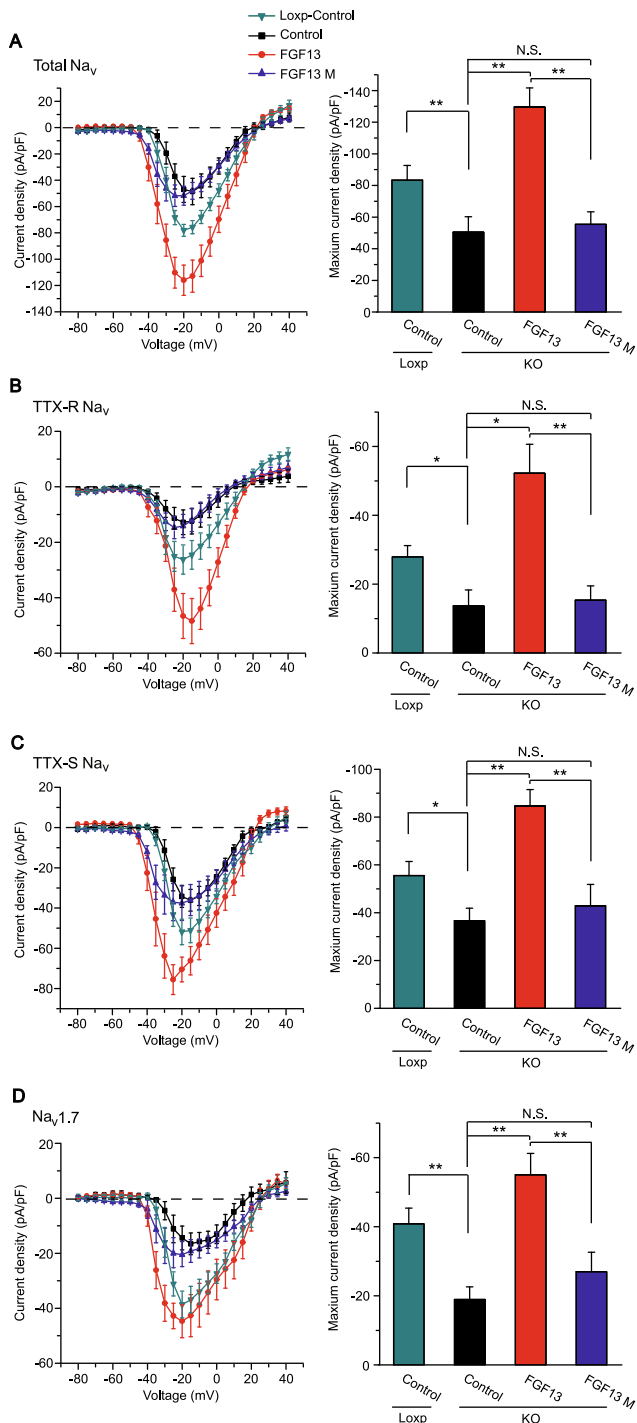 Loxp-Control
Control
FGF13
FGF13 M
A
Total Nav
Current density (pA/pF)
20
0
-20
-40
-60
-80
-100
-120
-140
-80 -60 -40 -20 0 20 40
Voltage (mV)
N.S.
** ** **
Maxium current density (pA/pF)
-140
-120
-100
-80
-60
-40
-20
0
Control Control FGF13 FGF13 M
Loxp KO
B
TTX-R Nav
Current density (pA/pF)
20
0
-20
-40
-60
-80 -60 -40 -20 0 20 40
Voltage (mV)
N.S.
* * **
Maxium current density (pA/pF)
-60
-40
-20
0
Control Control FGF13 FGF13 M
Loxp KO
C
TTX-S Nav
Current density (pA/pF)
20
0
-20
-40
-60
-80
-80 -60 -40 -20 0 20 40
Voltage (mV)
N.S.
* ** **
Maxium current density (pA/pF)
-100
-80
-60
-40
-20
0
Control Control FGF13 FGF13 M
Loxp KO
D
Nav1.7
Current density (pA/pF)
20
0
-20
-40
-60
-80 -60 -40 -20 0 20 40
Voltage (mV)
N.S.
** ** **
Maxium current density (pA/pF)
-60
-40
-20
0
Control Control FGF13 FGF13 M
Loxp KO